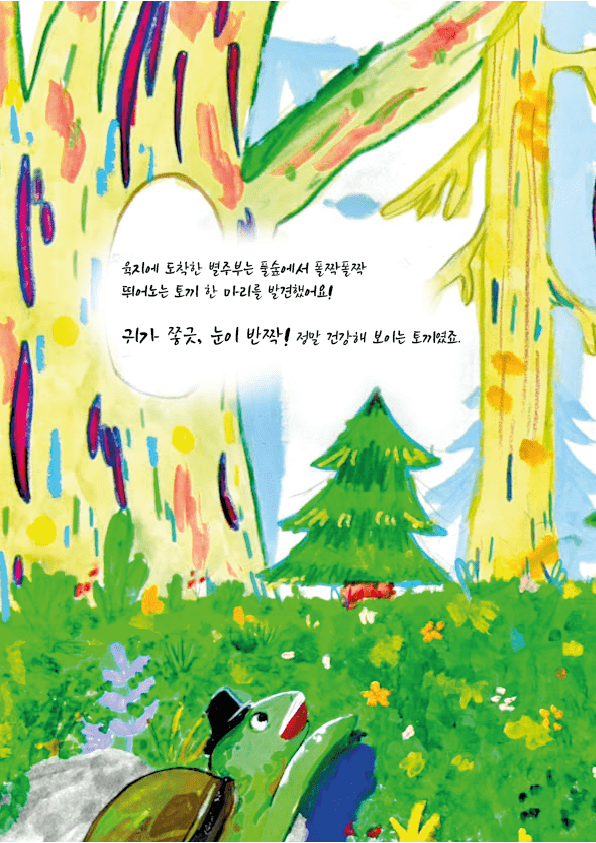 육지에 도착한 별주부는 풀숲에서 폴짝폴짝
뛰어노는 토끼 한 마리를 발견했어요!
귀가 쫑긋, 눈이 반짝! 정말 건강해 보이는 토끼였죠.